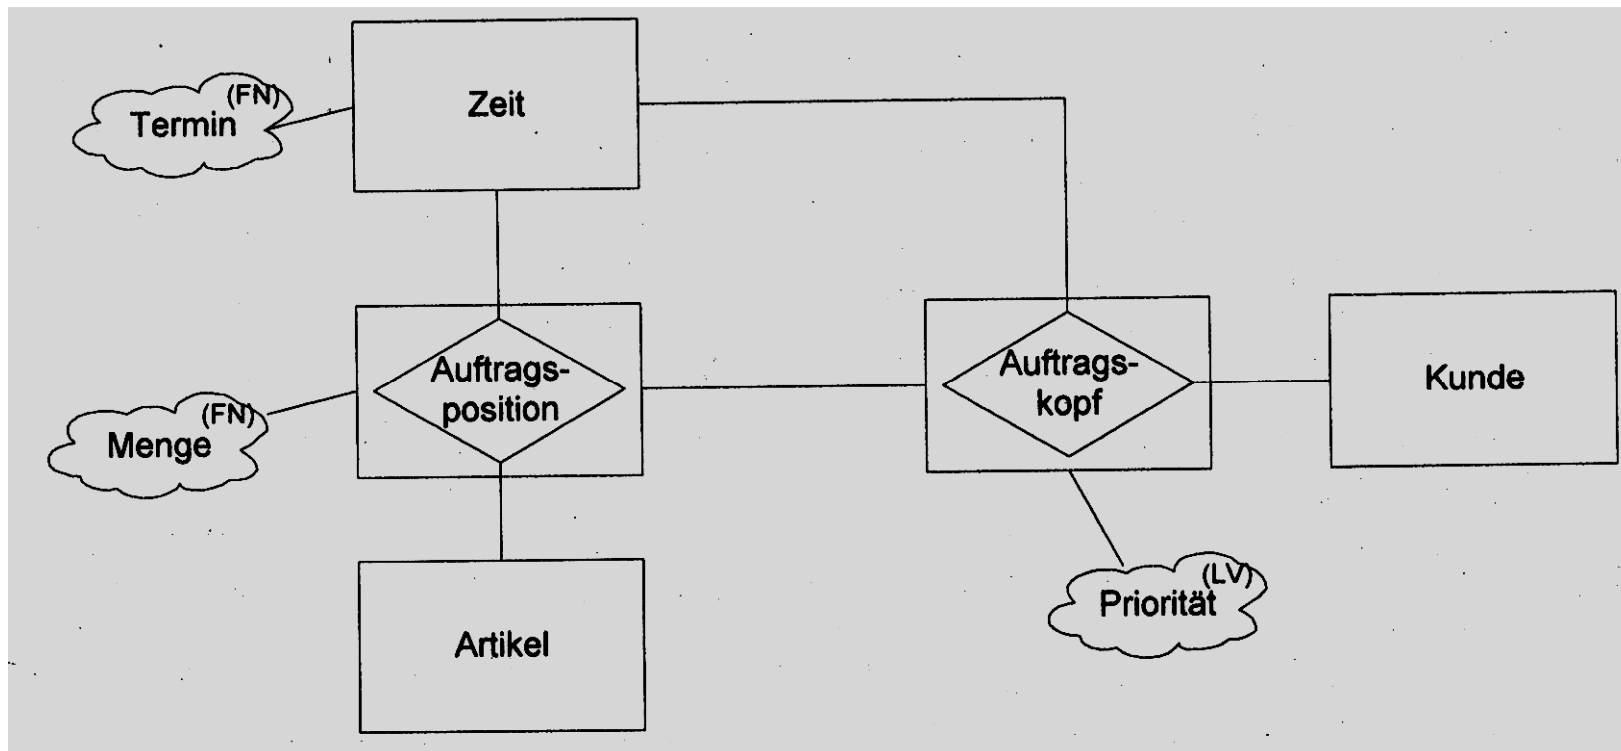 (FN)
Termin
Zeit
Auftrags-
position
(FN)
Menge
Auftrags-
kopf
Kunde
(LV)
Priorität
Artikel